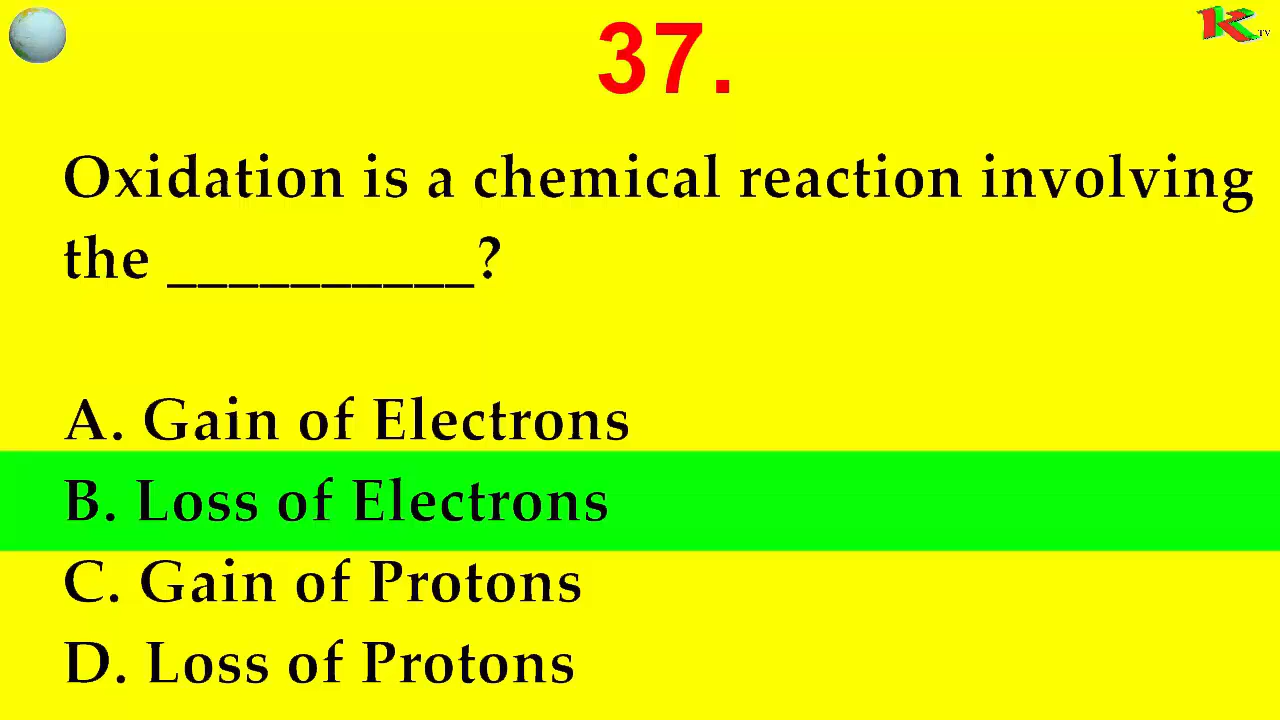 K TV
37.
Oxidation is a chemical reaction involving
the __________?
A. Gain of Electrons
B. Loss of Electrons
C. Gain of Protons
D. Loss of Protons